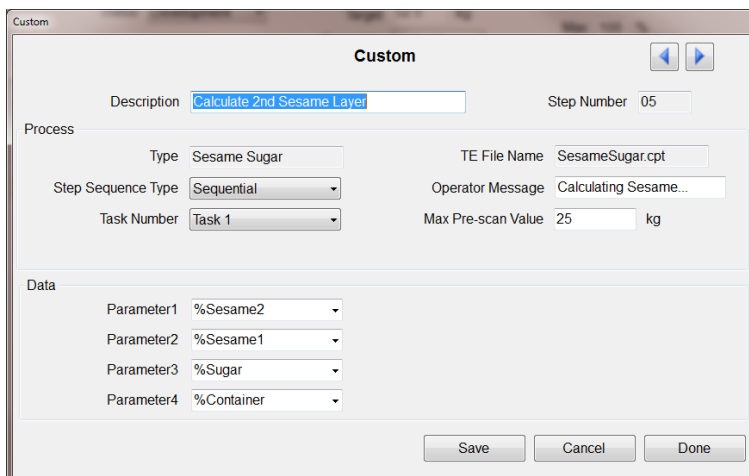 Custom
Custom
Description Calculate 2nd Sesame Layer Step Number 05
Process
Type Sesame Sugar TE File Name SesameSugar.cpt
Step Sequence Type Sequential Operator Message Calculating Sesame...
Task Number Task 1 Max Pre-scan Value 25 kg
Data
Parameter1 %Sesame2
Parameter2 %Sesame1
Parameter3 %Sugar
Parameter4 %Container
Save Cancel Done